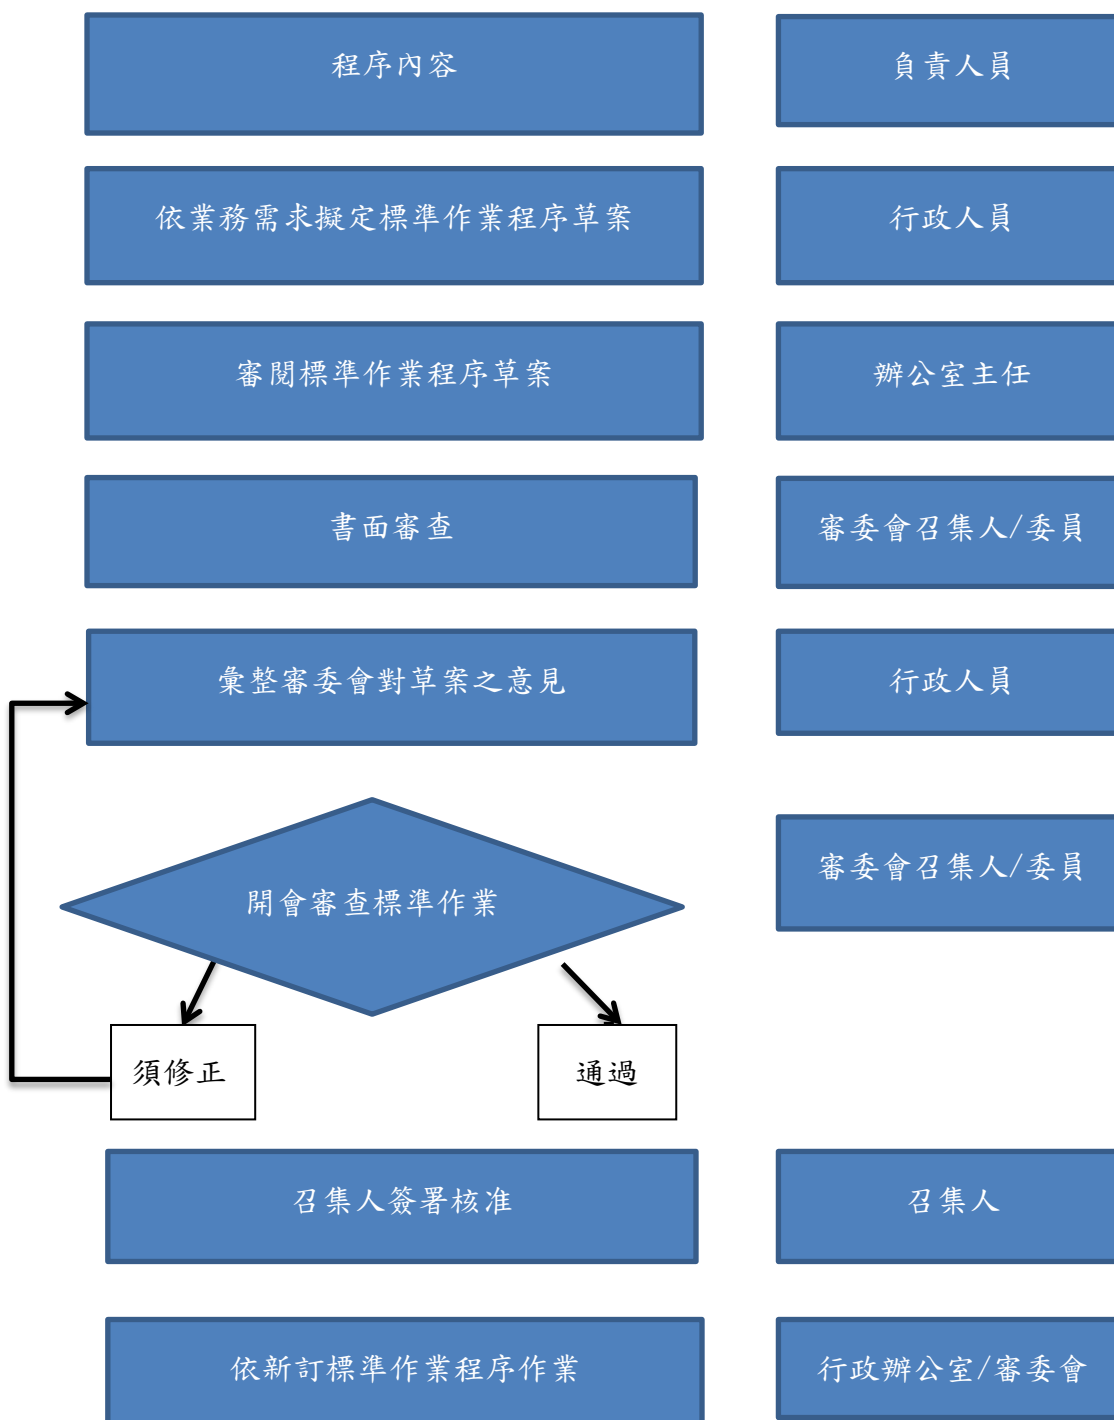 程序內容
負責人員
依業務需求擬定標準作業程序草案
行政人員
審閱標準作業程序草案
辦公室主任
書面審查
審委會召集人/委員
彙整審委會對草案之意見
行政人員
開會審查標準作業
審委會召集人/委員
須修正
通過
召集人簽署核准
召集人
依新訂標準作業程序作業
行政辦公室/審委會